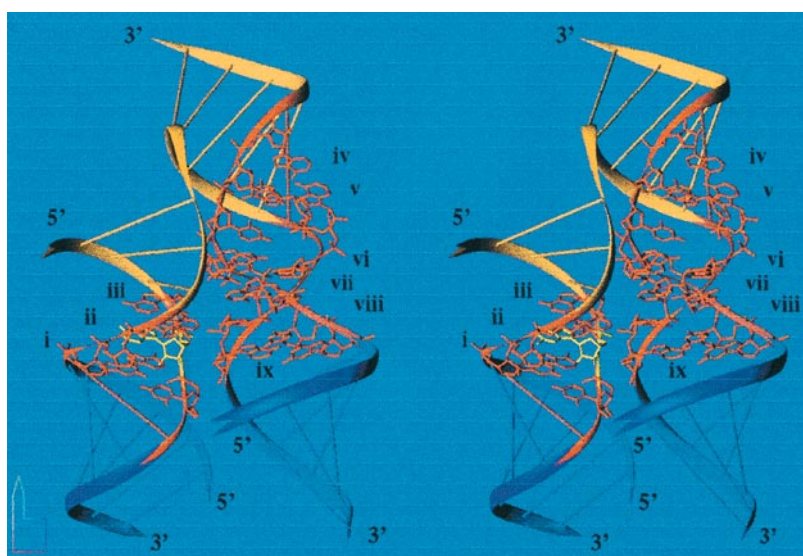 3' 3'
iv iv
v v
5' 5'
vi vi
iii vii iii vii
ii viii ii viii
i i
ix ix
5' 5'
5' 5'
3' 3' 3' 3'